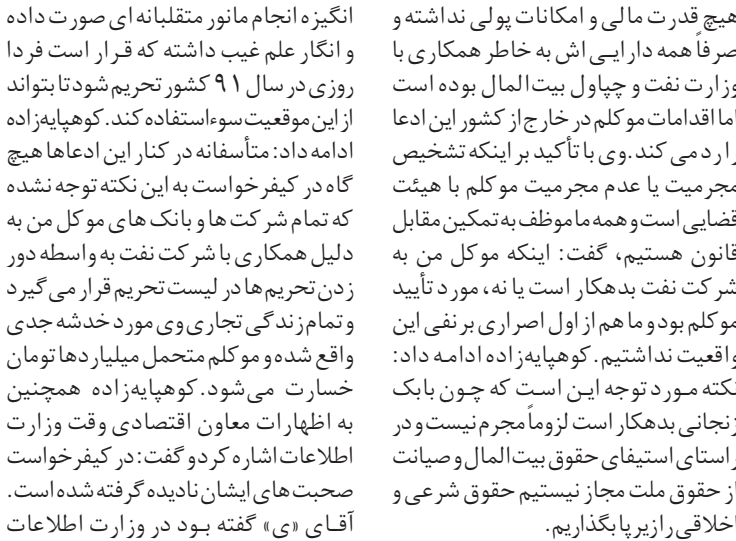 هیچ قدرت مالی و امکانات پولی نداشته و
صرفاً همه دارایی اش به خاطر همکاری با
وزارت نفت و چپاول بیت‌المال بوده است
اما اقدامات موکلم در خارج از کشور این ادعا
را رد می کند. وی با تأکید بر اینکه تشخیص
مجرمیت یا عدم مجرمیت موکلم با هیئت
قضایی است و همه ما موظف به تمکین مقابل
قانون هستیم، گفت: اینکه موکل من به
شرکت نفت بدهکار است یا نه، مورد تأیید
موکلم بود و ما هم از اول اصراری بر نفی این
واقعیت نداشتیم. کوهپایه‌زاده ادامه داد:
نکته مورد توجه این است که چون بابک
زنجانی بدهکار است لزوماً مجرم نیست و در
راستای استیفای حقوق بیت‌المال و صیانت
از حقوق ملت مجاز نیستیم حقوق شرعی و
اخلاقی را زیر پا بگذاریم.
انگیزه انجام مانور متقلبانه ای صورت داده
و انگار علم غیب داشته که قرار است فردا
روزی در سال ۹۱ کشور تحریم شود تا بتواند
از این موقعیت سوءاستفاده کند. کوهپایه‌زاده
ادامه داد: متأسفانه در کنار این ادعاها هیچ
گاه در کیفرخواست به این نکته توجه نشده
که تمام شرکت ها و بانک های موکل من به
دلیل همکاری با شرکت نفت به واسطه دور
زدن تحریم ها در لیست تحریم قرار می گیرد
و تمام زندگی تجاری وی مورد خدشه جدی
واقع شده و موکلم متحمل میلیاردها تومان
خسارت می‌شود. کوهپایه‌زاده همچنین
به اظهارات معاون اقتصادی وقت وزارت
اطلاعات اشاره کرد و گفت: در کیفرخواست
صحبت های ایشان نادیده گرفته شده است.
آقای «ی» گفته بود در وزارت اطلاعات